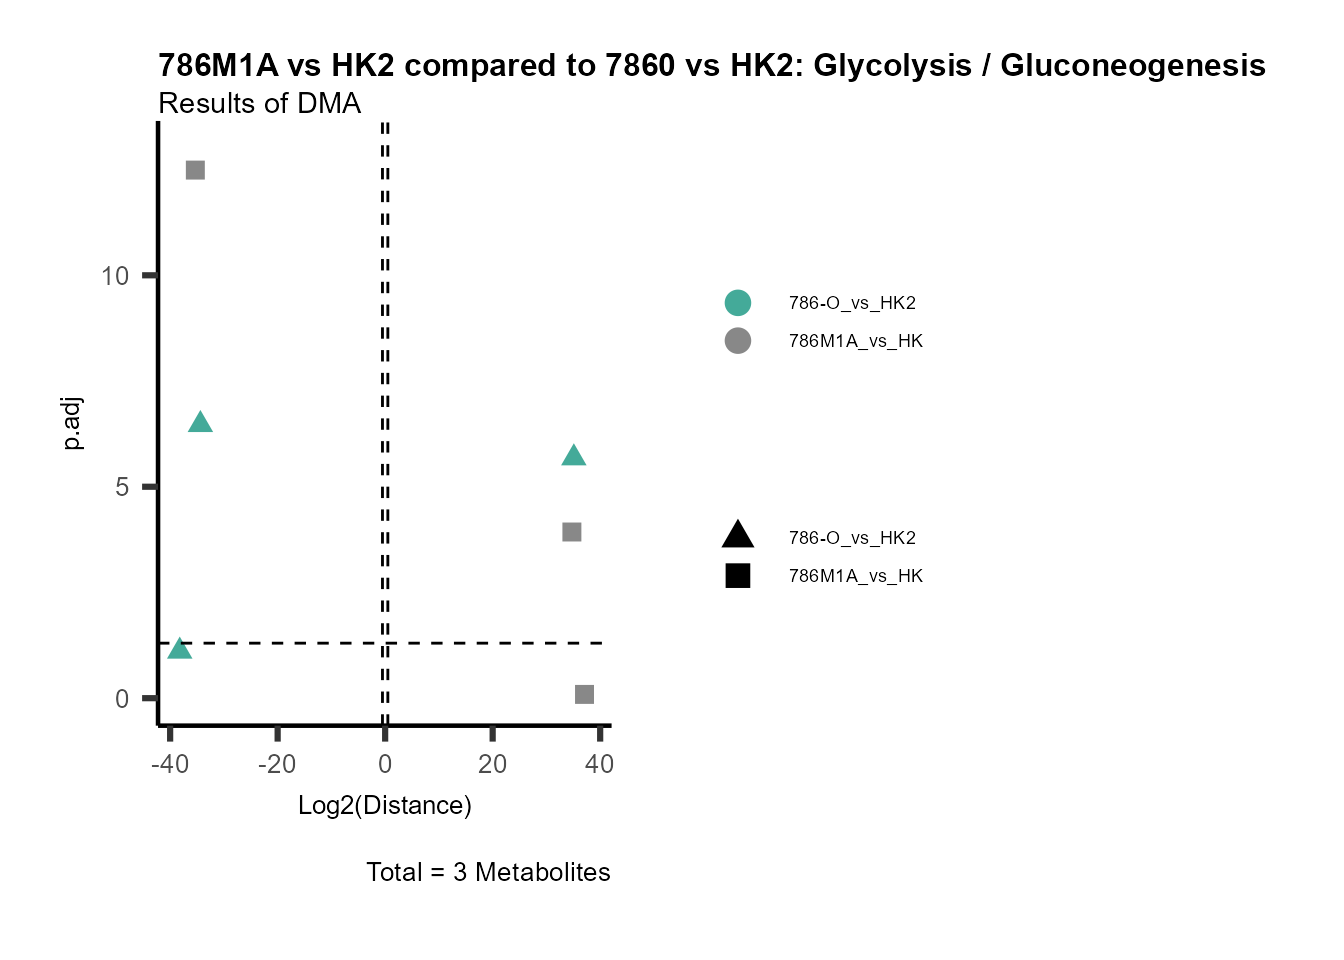 786M1A vs HK2 compared to 7860 vs HK2: Glycolysis / Gluconeogenesis
Results of DMA
10
5
0
p.adj
-40
-20
0
20
40
Log2(Distance)
Total = 3 Metabolites
786-O_vs_HK2
786M1A_vs_HK
786-O_vs_HK2
786M1A_vs_HK